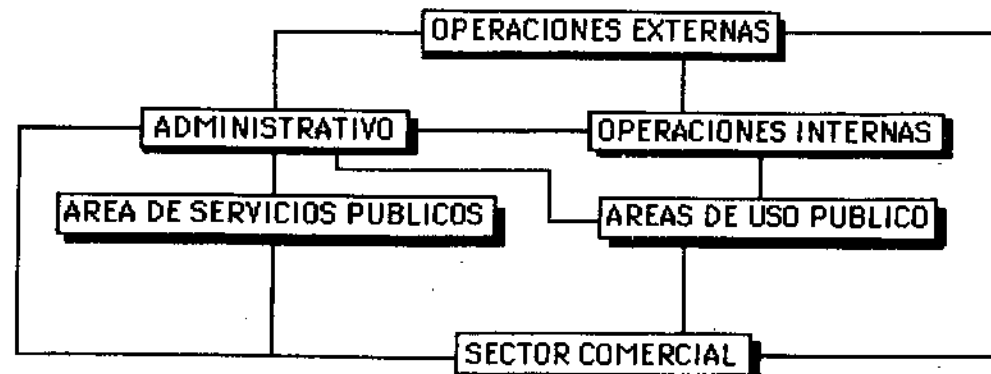 OPERACIONES EXTERNAS
ADMINISTRATIVO
OPERACIONES INTERNAS
AREA DE SERVICIOS PUBLICOS
AREAS DE USO PUBLICO
SECTOR COMERCIAL